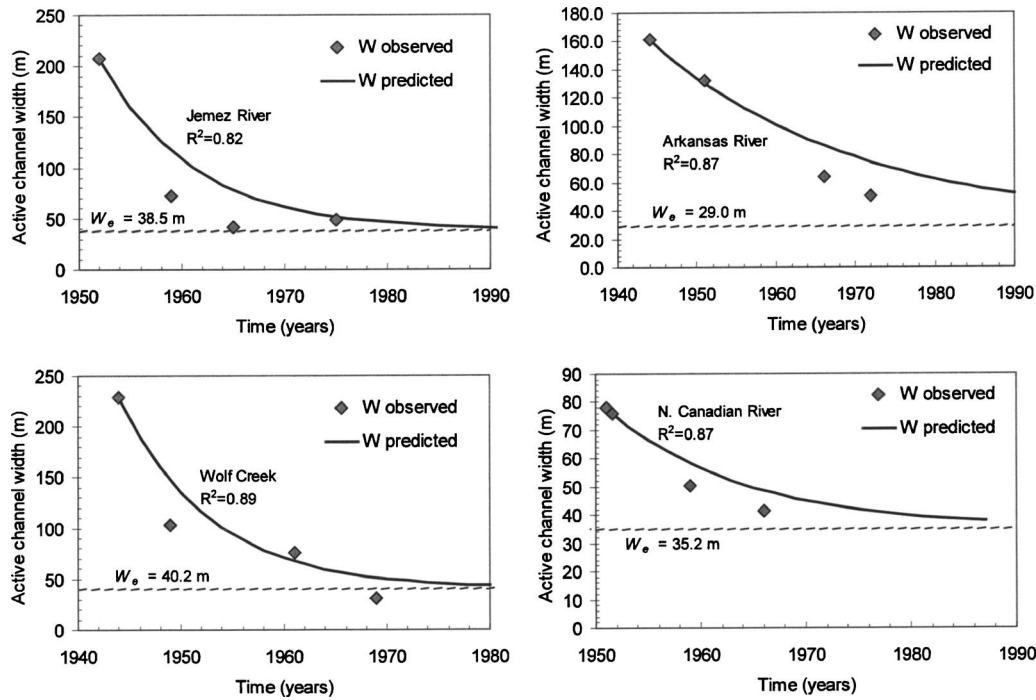 Active channel width (m)
250
200
150
100
50
0
W observed
W predicted
Jemez River
R²=0.82
Wₑ = 38.5 m
1950
1960
1970
1980
1990
Time (years)
Active channel width (m)
180.0
160.0
140.0
120.0
100.0
80.0
60.0
40.0
20.0
0.0
W observed
W predicted
Arkansas River
R²=0.87
Wₑ = 29.0 m
1940
1950
1960
1970
1980
1990
Time (years)
Active channel width (m)
250
200
150
100
50
0
W observed
W predicted
Wolf Creek
R²=0.89
Wₑ = 40.2 m
1940
1950
1960
1970
1980
Time (years)
Active channel width (m)
90
80
70
60
50
40
30
20
10
0
W observed
W predicted
N. Canadian River
R²=0.87
Wₑ = 35.2 m
1950
1960
1970
1980
1990
Time (years)